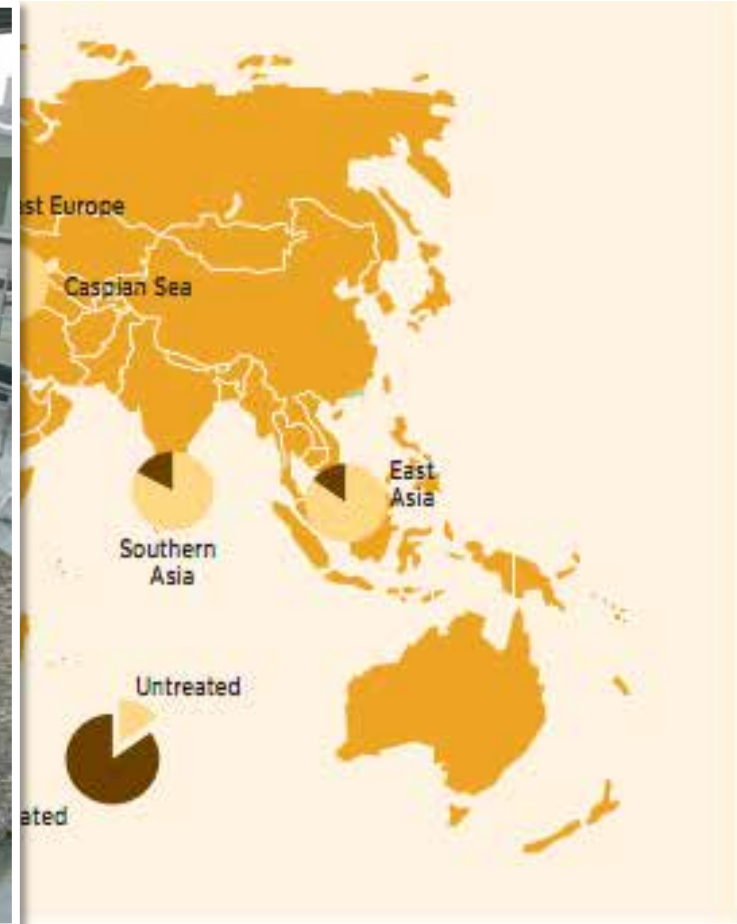 st Europe
Caspian Sea
East
Asia
Southern
Asia
Untreated
ated